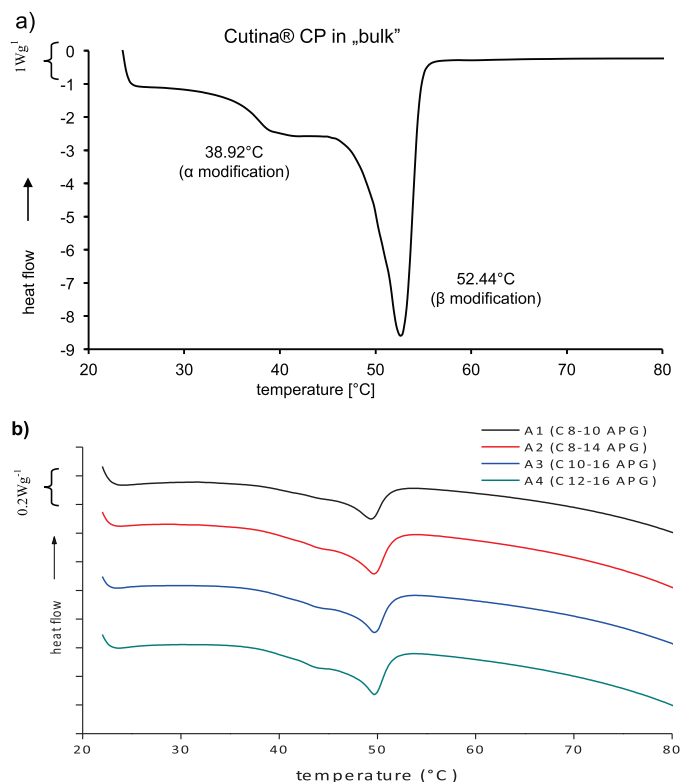 a)
Cutina® CP in „bulk”
1Wg¹
0
-1
-2
-3
-4
-5
-6
-7
-8
-9
heat flow
38.92°C
(α modification)
52.44°C
(β modification)
20
30
40
50
60
70
80
temperature [°C]
b)
A1 (C8-10 APG)
A2 (C8-14 APG)
A3 (C10-16 APG)
A4 (C12-16 APG)
0.2Wg⁻¹
heat flow
20
30
40
50
60
70
80
temperature (°C)